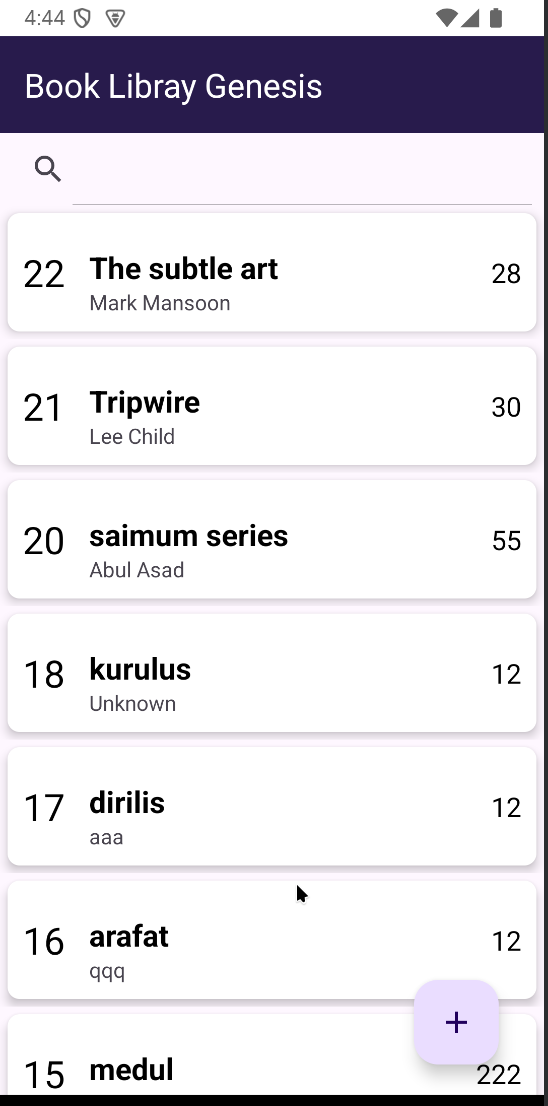 4:44
Book Libray Genesis
22 The subtle art 28
Mark Mansoon
21 Tripwire 30
Lee Child
20 saimum series 55
Abul Asad
18 kurulus 12
Unknown
17 dirilis 12
aaa
16 arafat 12
qqq
+
15 medul 222